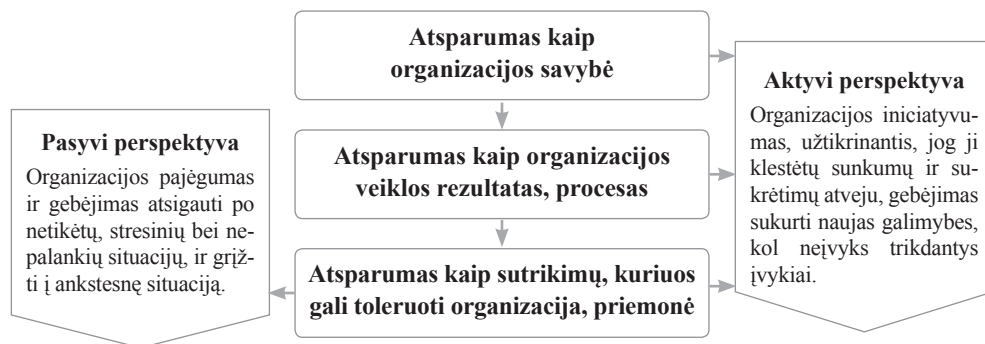 Atsparumas kaip
organizacijos savybė
Pasyvi perspektyva
Organizacijos pajėgumas
ir gebėjimas atsigauti po
netikėtų, stresinių bei ne-
palankių situacijų, ir grįž-
ti į ankstesnę situaciją.
Atsparumas kaip organizacijos
veiklos rezultatas, procesas
Atsparumas kaip sutrikimų, kuriuos
gali toleruoti organizacija, priemonė
Aktyvi perspektyva
Organizacijos iniciatyvu-
mas, užtikrinantis, jog ji
klestėtų sunkumų ir su-
krėtimų atveju, gebėjimas
sukurti naujas galimybes,
kol neįvyks trikdantys
įvykiai.